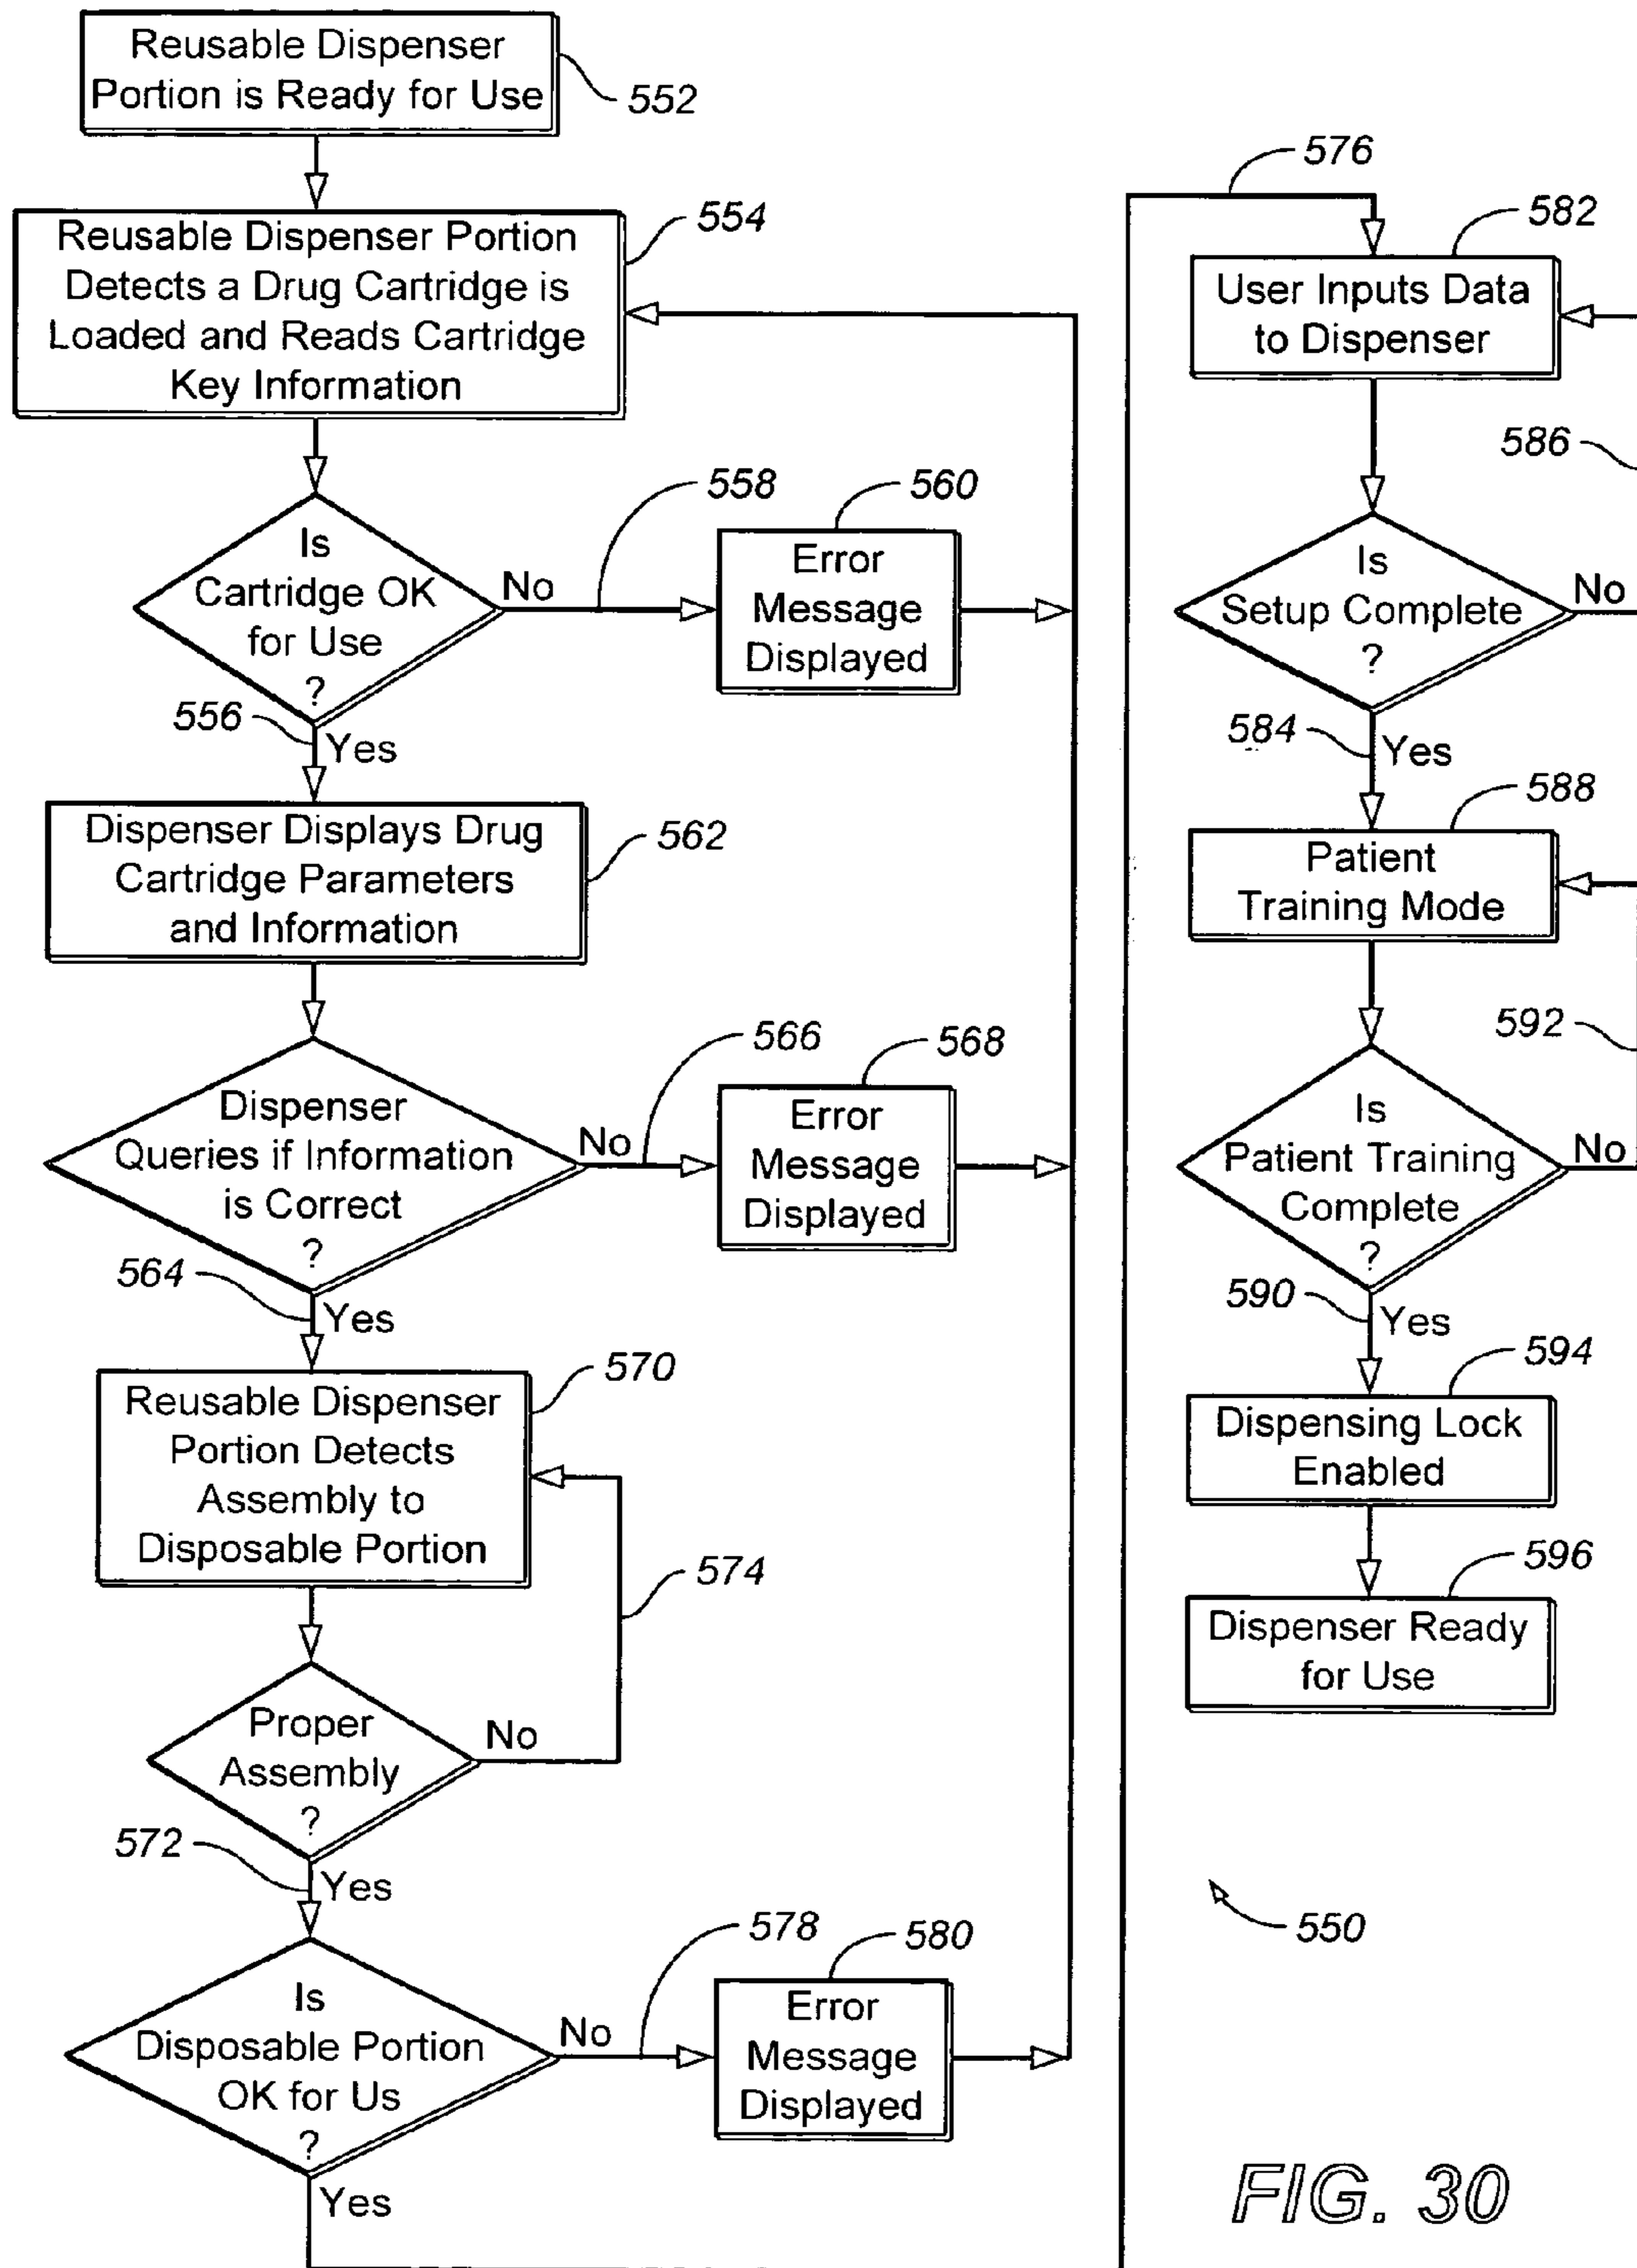 Reusable Dispenser
Portion is Ready for Use
552
Reusable Dispenser Portion
Detects a Drug Cartridge is
Loaded and Reads Cartridge
Key Information
554
Is
Cartridge OK
for Use
?
No
558
560
Error
Message
Displayed
556
Yes
Dispenser Displays Drug
Cartridge Parameters
and Information
562
Dispenser
Queries if Information
is Correct
?
No
566
568
Error
Message
Displayed
564
Yes
Reusable Dispenser
Portion Detects
Assembly to
Disposable Portion
570
574
Proper
Assembly
?
No
572
Yes
Is
Disposable Portion
OK for Us
?
No
578
580
Error
Message
Displayed
Yes
576
582
User Inputs Data
to Dispenser
586
Is
Setup Complete
?
No
584
Yes
588
Patient
Training Mode
592
Is
Patient Training
Complete
?
No
590
Yes
594
Dispensing Lock
Enabled
596
Dispenser Ready
for Use
550
FIG. 30